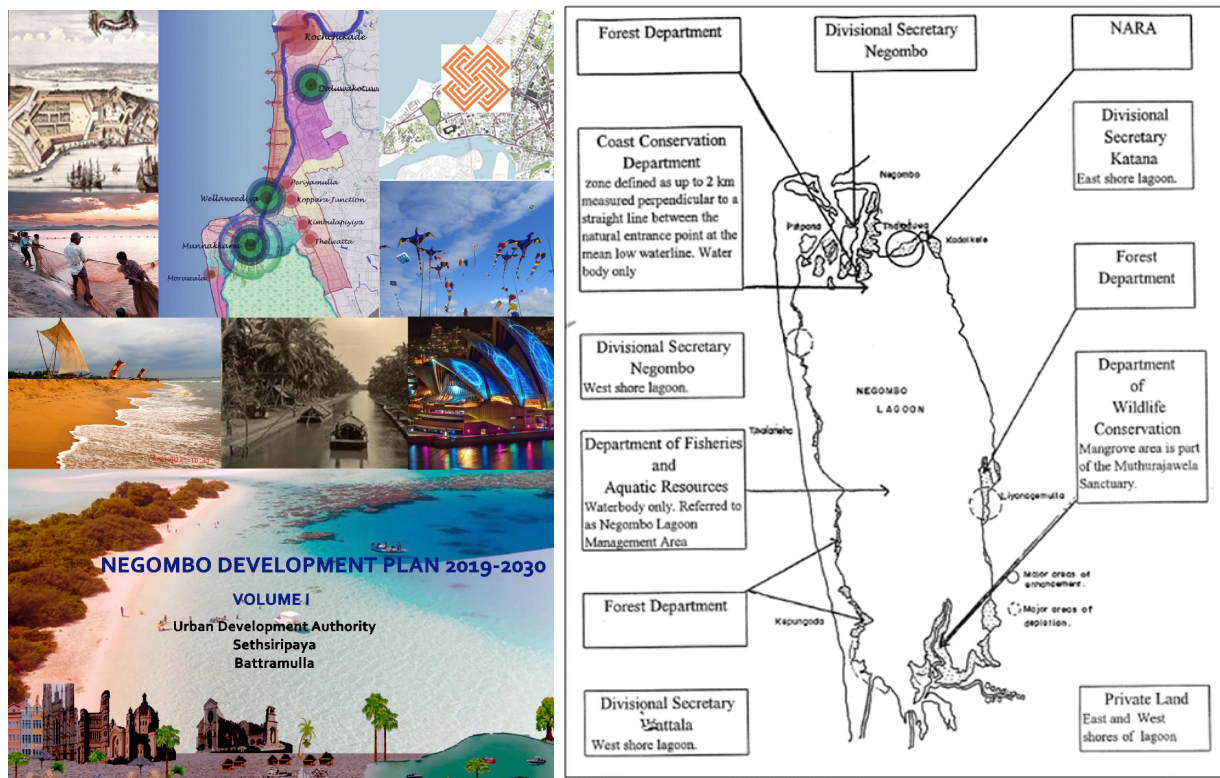 Kochchikade
Daluwakotuwa
Periyamulla
Wellaweediya
Koppara Junction
Kimbulapiyiya
Thelwatta
Munnakkarei
Morawala
NEGOMBO DEVELOPMENT PLAN 2019-2030
VOLUME I
Urban Development Authority
Sethsiripaya
Battramulla
Forest Department
Divisional Secretary
Negombo
NARA
Coast Conservation
Department
zone defined as up to 2 km
measured perpendicular to a
straight line between the
natural entrance point at the
mean low waterline. Water
body only
Divisional
Secretary
Katana
East shore lagoon.
Negombo
Pitipana
Kadolkele
Forest
Department
Divisional Secretary
Negombo
West shore lagoon.
NEGOMBO
LAGOON
Department
of
Wildlife
Conservation
Mangrove area is part
of the Muthurajawela
Sanctuary.
Department of Fisheries
and
Aquatic Resources
Waterbody only. Referred to
as Negombo Lagoon
Management Area
Liyanagemulla
Major areas of
enhancement.
Major areas of
depletion.
Forest Department
Kepungoda
Divisional Secretary
Wattala
West shore lagoon.
Private Land
East and West
shores of lagoon